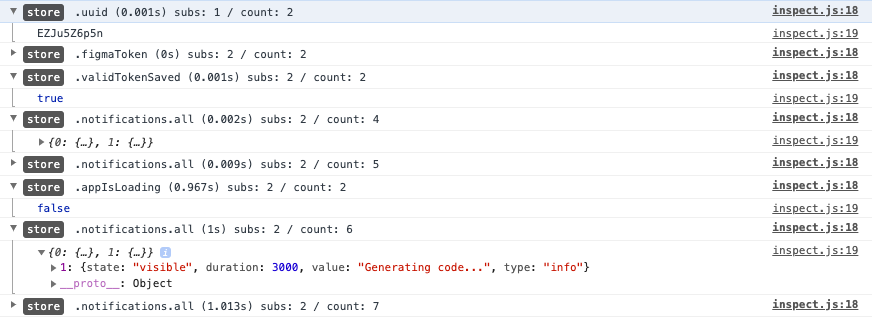 store .uuid (0.001s) subs: 1 / count: 2 inspect.js:18
EZJu5Z6p5n inspect.js:19
store .figmaToken (0s) subs: 2 / count: 2 inspect.js:18
store .validTokenSaved (0.001s) subs: 2 / count: 2 inspect.js:18
true inspect.js:19
store .notifications.all (0.002s) subs: 2 / count: 4 inspect.js:18
{0: {…}, 1: {…}} inspect.js:19
store .notifications.all (0.009s) subs: 2 / count: 5 inspect.js:18
store .appIsLoading (0.967s) subs: 2 / count: 2 inspect.js:18
false inspect.js:19
store .notifications.all (1s) subs: 2 / count: 6 inspect.js:18
{0: {…}, 1: {…}} i inspect.js:19
1: {state: "visible", duration: 3000, value: "Generating code...", type: "info"}
__proto__: Object
store .notifications.all (1.013s) subs: 2 / count: 7 inspect.js:18